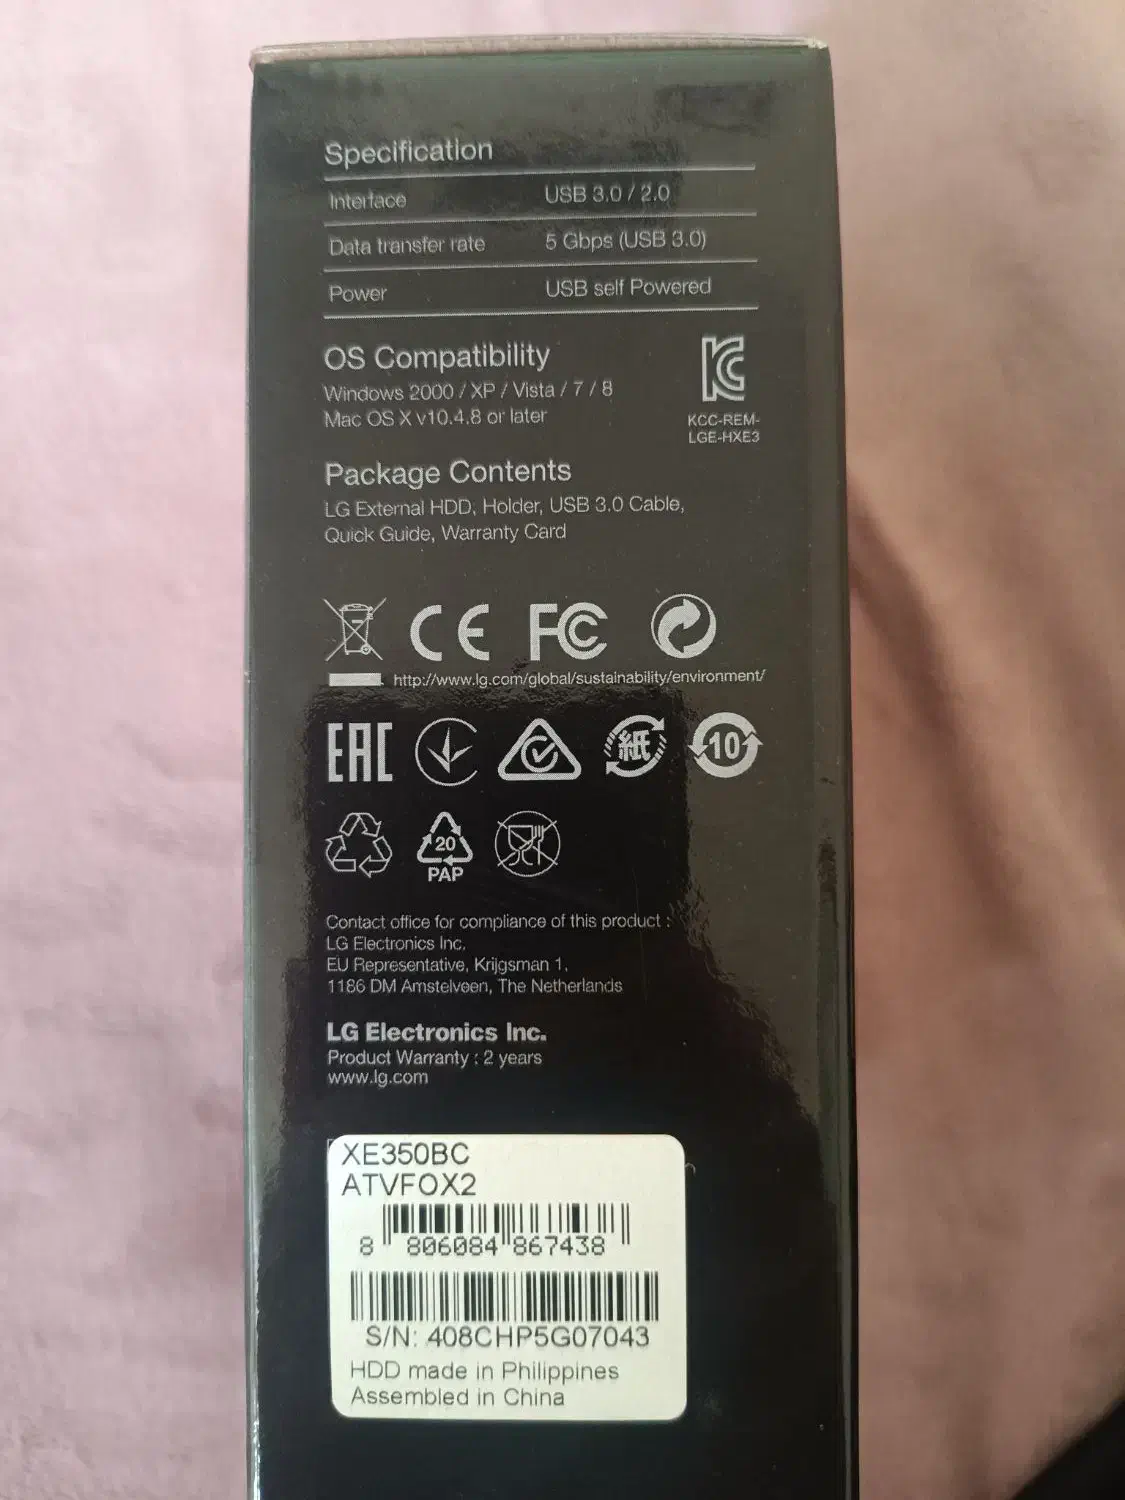 Specification
Interface USB 3.0 / 2.0
Data transfer rate 5 Gbps (USB 3.0)
Power USB self Powered
OS Compatibility
Windows 2000 / XP / Vista / 7 / 8
Mac OS X v10.4.8 or later
KCC-REM-
LGE-HXE3
Package Contents
LG External HDD, Holder, USB 3.0 Cable,
Quick Guide, Warranty Card
CE FC
http://www.lg.com/global/sustainability/environment/
EAC 紙 10
20
PAP
Contact office for compliance of this product :
LG Electronics Inc.
EU Representative, Krijgsman 1,
1186 DM Amstelveen, The Netherlands
LG Electronics Inc.
Product Warranty : 2 years
www.lg.com
XE350BC
ATVFOX2
8 806084 867438
S/N: 408CHP5G07043
HDD made in Philippines
Assembled in China